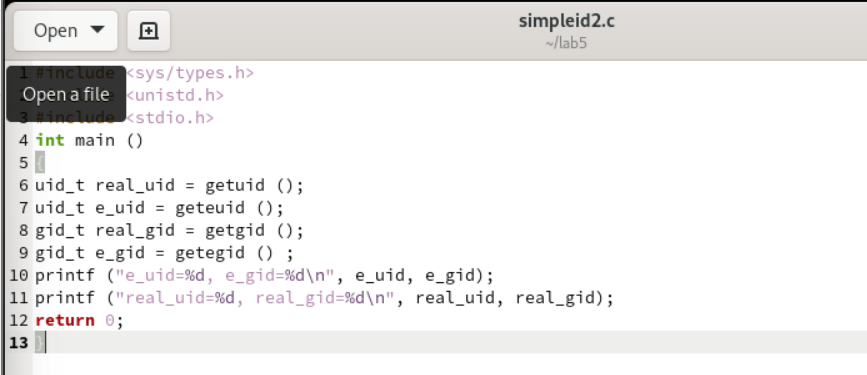 Open
simpleid2.c
~/lab5
Open a file
1 #include <sys/types.h>
<unistd.h>
3 #include <stdio.h>
4 int main ()
5 {
6 uid_t real_uid = getuid ();
7 uid_t e_uid = geteuid ();
8 gid_t real_gid = getgid ();
9 gid_t e_gid = getegid () ;
10 printf ("e_uid=%d, e_gid=%d\n", e_uid, e_gid);
11 printf ("real_uid=%d, real_gid=%d\n", real_uid, real_gid);
12 return 0;
13 }